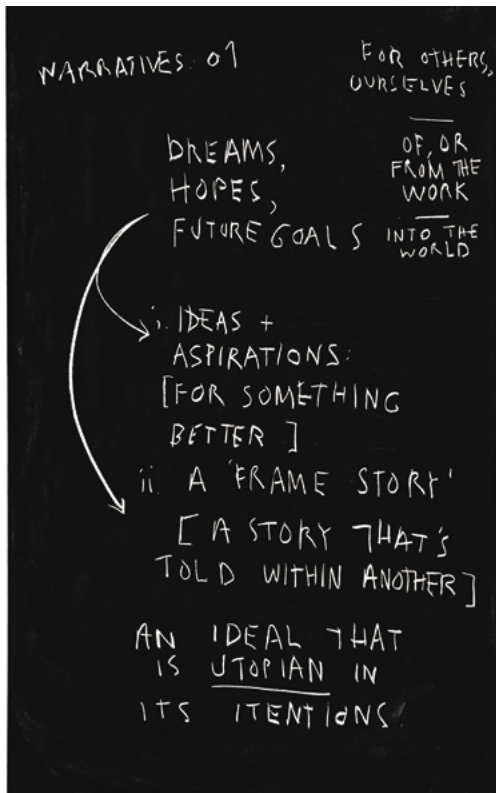 NARRATIVES: 01
FOR OTHERS,
OURSELVES
DREAMS,
HOPES,
FUTURE GOALS
OF, OR
FROM THE
WORK
INTO THE
WORLD
i. IDEAS +
ASPIRATIONS:
[FOR SOMETHING
BETTER]
ii. A 'FRAME STORY'
[A STORY THAT'S
TOLD WITHIN ANOTHER]
AN IDEAL THAT
IS UTOPIAN IN
ITS ITENTIONS